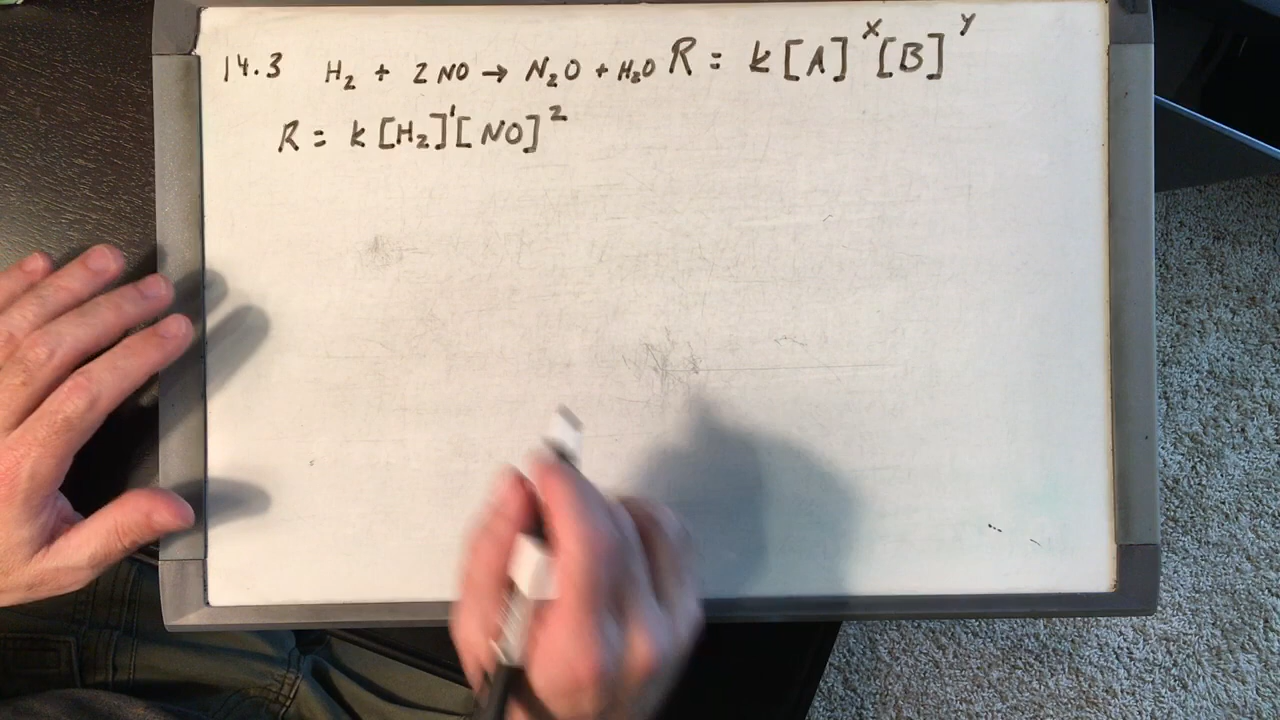 14.3 H₂ + 2NO → N₂O + H₂O R = k[A]ˣ[B]ʸ
R = k[H₂]¹[NO]²